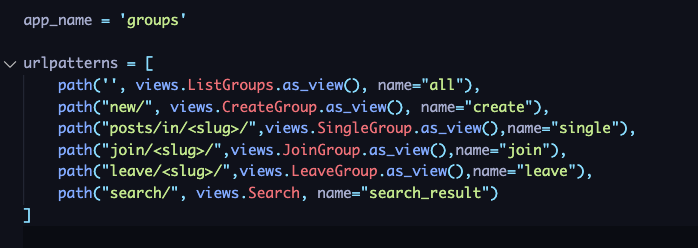 app_name = 'groups'
urlpatterns = [
path('', views.ListGroups.as_view(), name="all"),
path("new/", views.CreateGroup.as_view(), name="create"),
path("posts/in/<slug>/",views.SingleGroup.as_view(),name="single"),
path("join/<slug>/",views.JoinGroup.as_view(),name="join"),
path("leave/<slug>/",views.LeaveGroup.as_view(),name="leave"),
path("search/", views.Search, name="search_result")
]